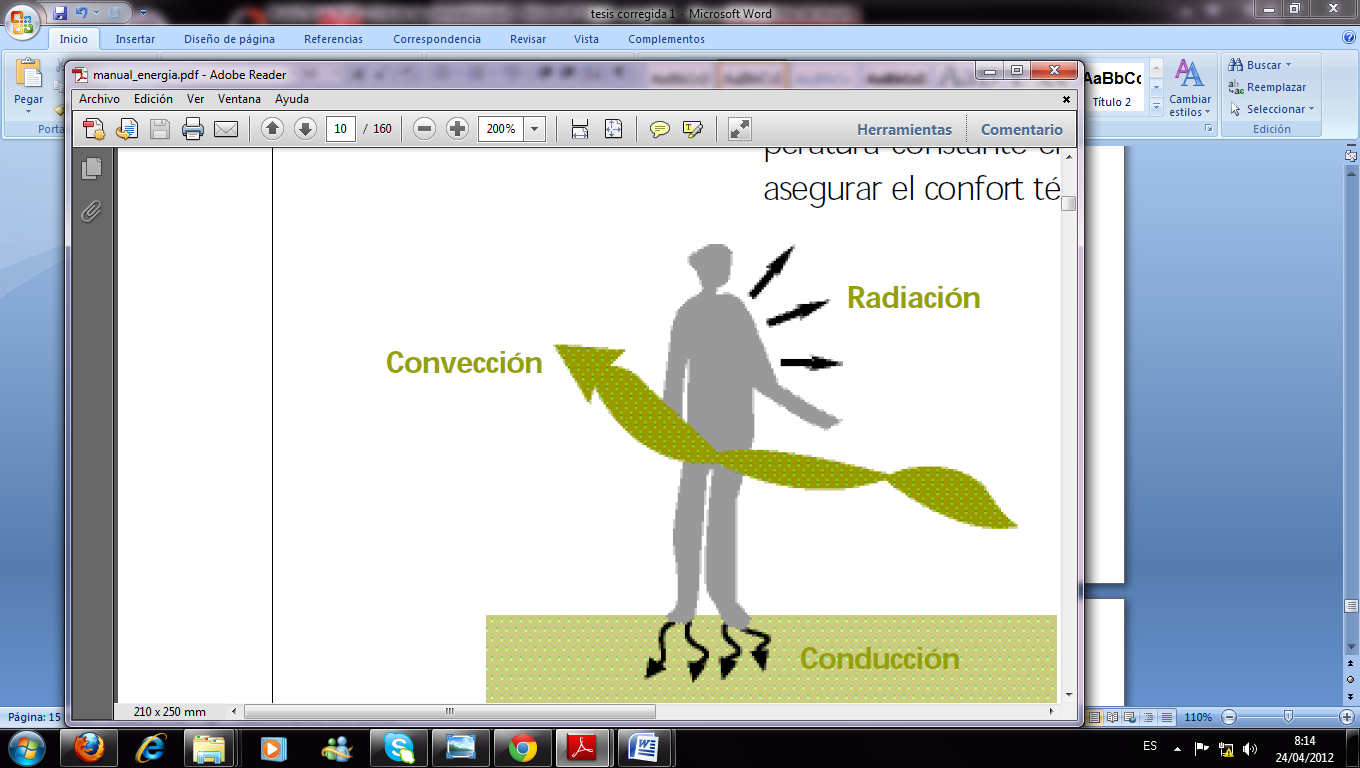 tesis corregida 1 - Microsoft Word
Inicio Insertar Diseño de página Referencias Correspondencia Revisar Vista Complementos
Pegar
AaBbCc
Título 2
Cambiar estilos
Buscar
Reemplazar
Seleccionar
Edición
manual_energia.pdf - Adobe Reader
Archivo Edición Ver Ventana Ayuda
10 / 160
200%
Herramientas Comentario
asegurar el confort té
Radiación
Convección
Conducción
210 x 250 mm
Página: 15
110%
ES
8:14
24/04/2012